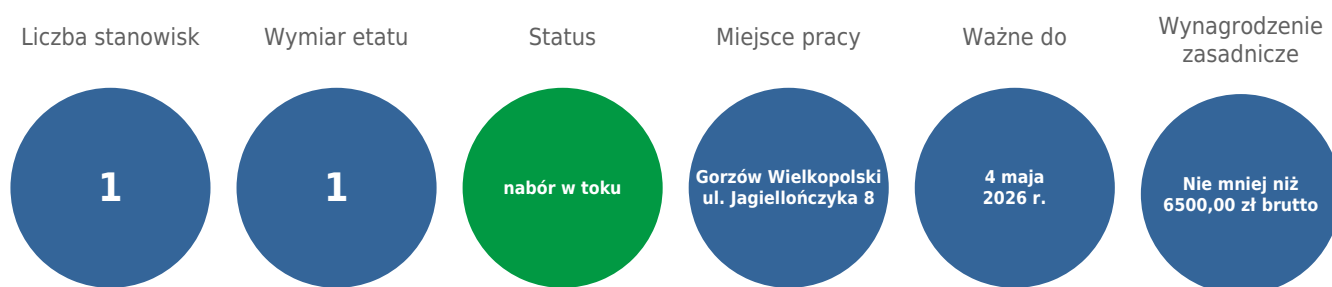 Liczba stanowisk
1
Wymiar etatu
1
Status
nabór w toku
Miejsce pracy
Gorzów Wielkopolski
ul. Jagiellończyka 8
Ważne do
4 maja
2026 r.
Wynagrodzenie
zasadnicze
Nie mniej niż
6500,00 zł brutto